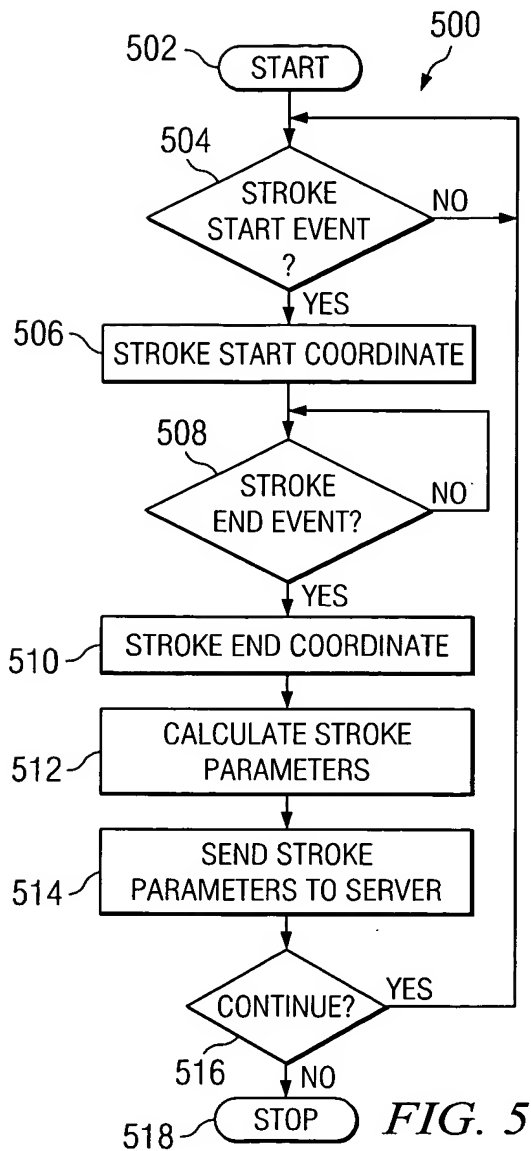 500
502
START
504
STROKE
START EVENT
?
NO
YES
506
STROKE START COORDINATE
508
STROKE
END EVENT?
NO
YES
510
STROKE END COORDINATE
512
CALCULATE STROKE
PARAMETERS
514
SEND STROKE
PARAMETERS TO SERVER
CONTINUE?
YES
516
NO
518
STOP
FIG. 5